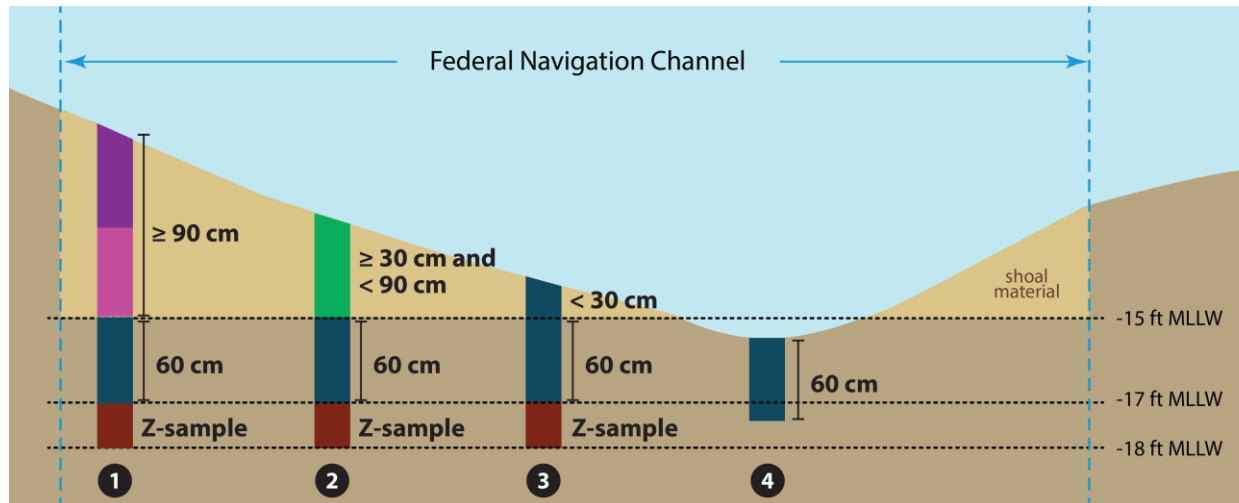 Federal Navigation Channel
≥ 90 cm
≥ 30 cm and
< 90 cm
< 30 cm
shoal
material
-15 ft MLLW
60 cm
60 cm
60 cm
60 cm
-17 ft MLLW
Z-sample
Z-sample
Z-sample
-18 ft MLLW
1
2
3
4